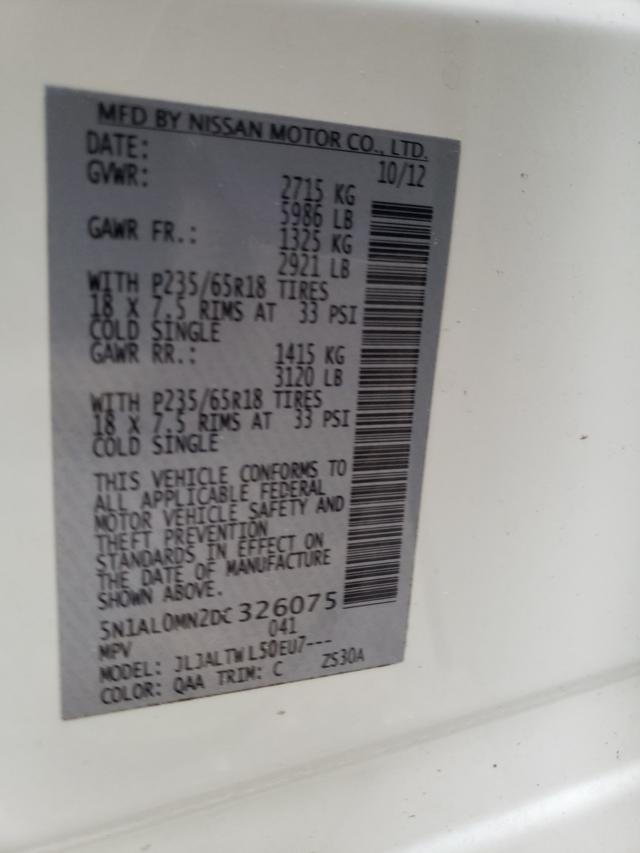 MFD BY NISSAN MOTOR CO., LTD.
DATE: 10/12
GVWR: 2715 KG
5986 LB
GAWR FR.: 1325 KG
2921 LB
WITH P235/65R18 TIRES
18 X 7.5 RIMS AT 33 PSI
COLD SINGLE
GAWR RR.: 1415 KG
3120 LB
WITH P235/65R18 TIRES
18 X 7.5 RIMS AT 33 PSI
COLD SINGLE
THIS VEHICLE CONFORMS TO
ALL APPLICABLE FEDERAL
MOTOR VEHICLE SAFETY AND
THEFT PREVENTION
STANDARDS IN EFFECT ON
THE DATE OF MANUFACTURE
SHOWN ABOVE.
5N1AL0MN2DC326075
MPV 041
MODEL: JLJALTWL50EU7---
COLOR: QAA TRIM: C ZS30A